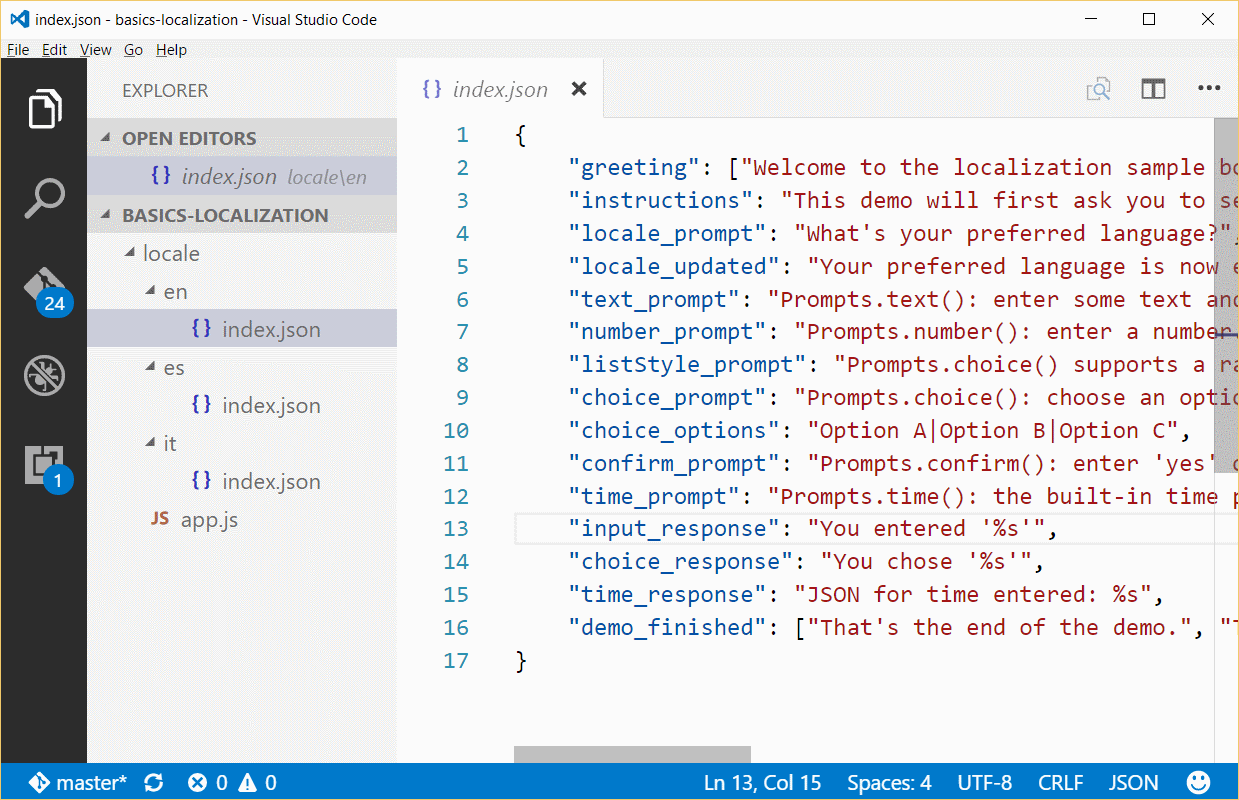 index.json - basics-localization - Visual Studio Code
File Edit View Go Help
EXPLORER
OPEN EDITORS
{} index.json locale\en
BASICS-LOCALIZATION
locale
en
{} index.json
es
{} index.json
it
{} index.json
JS app.js
24
1
{} index.json
1 {
2 "greeting": ["Welcome to the localization sample
3 "instructions": "This demo will first ask you to
4 "locale_prompt": "What's your preferred language?",
5 "locale_updated": "Your preferred language is now
6 "text_prompt": "Prompts.text(): enter some text and
7 "number_prompt": "Prompts.number(): enter a number
8 "listStyle_prompt": "Prompts.choice() supports a
9 "choice_prompt": "Prompts.choice(): choose an
10 "choice_options": "Option A|Option B|Option C",
11 "confirm_prompt": "Prompts.confirm(): enter 'yes'
12 "time_prompt": "Prompts.time(): the built-in time
13 "input_response": "You entered '%s'",
14 "choice_response": "You chose '%s'",
15 "time_response": "JSON for time entered: %s",
16 "demo_finished": ["That's the end of the demo.",
17 }
master* 0 0 Ln 13, Col 15 Spaces: 4 UTF-8 CRLF JSON